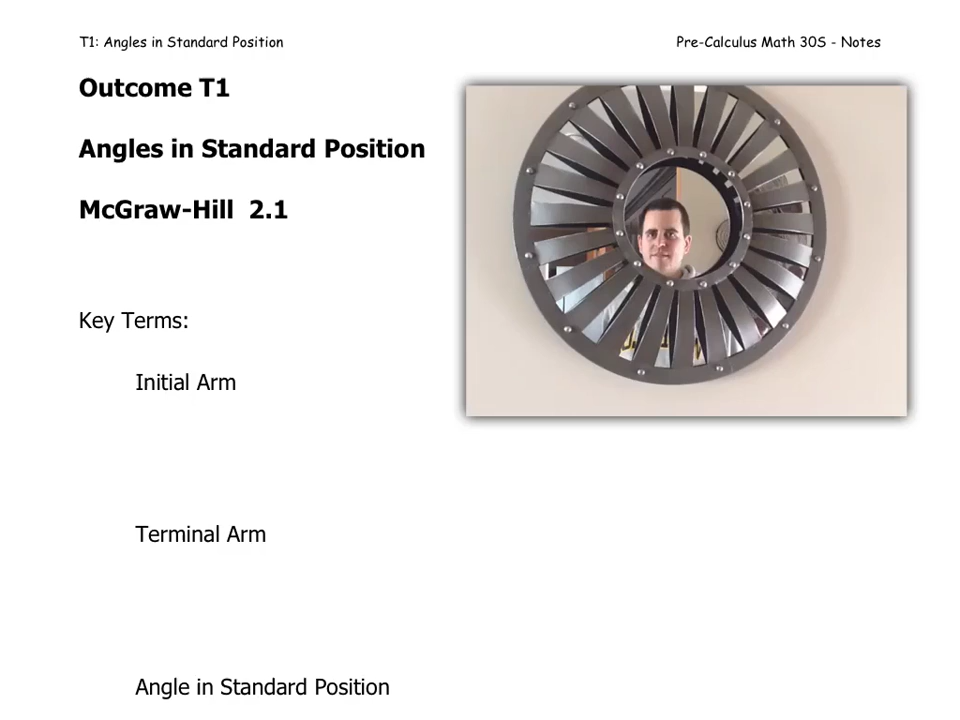 T1: Angles in Standard Position
Pre-Calculus Math 30S - Notes
Outcome T1
Angles in Standard Position
McGraw-Hill 2.1
Key Terms:
Initial Arm
Terminal Arm
Angle in Standard Position